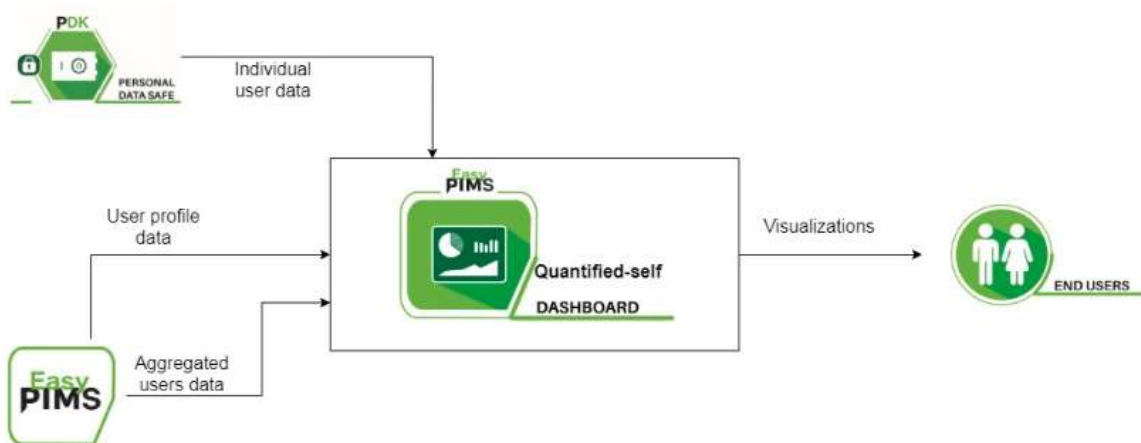 PDK
PERSONAL
DATA SAFE
Individual
user data
Easy
PIMS
Quantified-self
DASHBOARD
User profile
data
Visualizations
END USERS
Aggregated
users data
Easy
PIMS